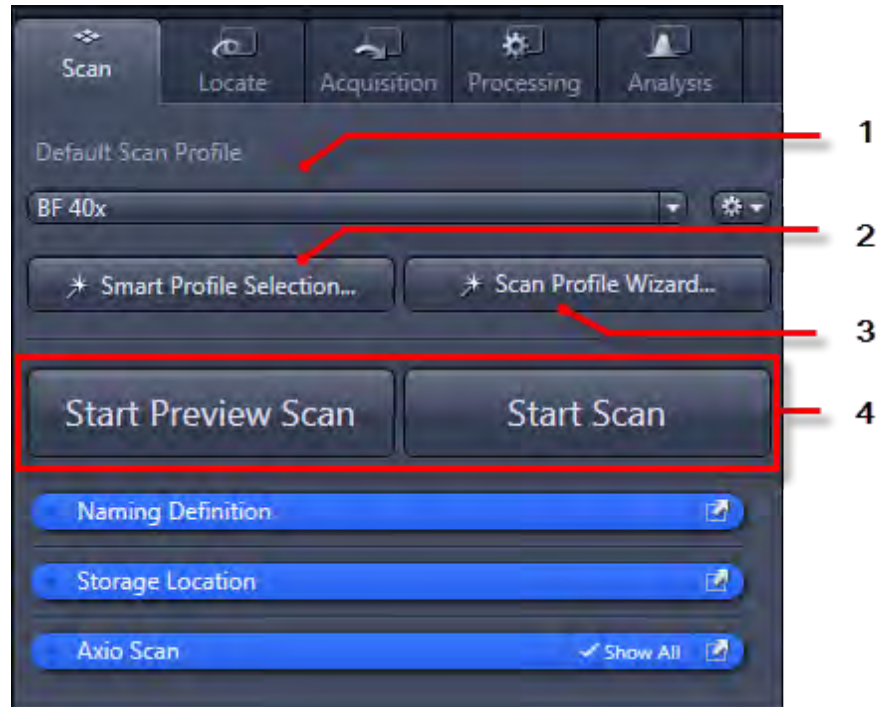 Scan Locate Acquisition Processing Analysis
Default Scan Profile
1
BF 40x
2
Smart Profile Selection... Scan Profile Wizard...
3
Start Preview Scan Start Scan
4
Naming Definition
Storage Location
Axio Scan Show All